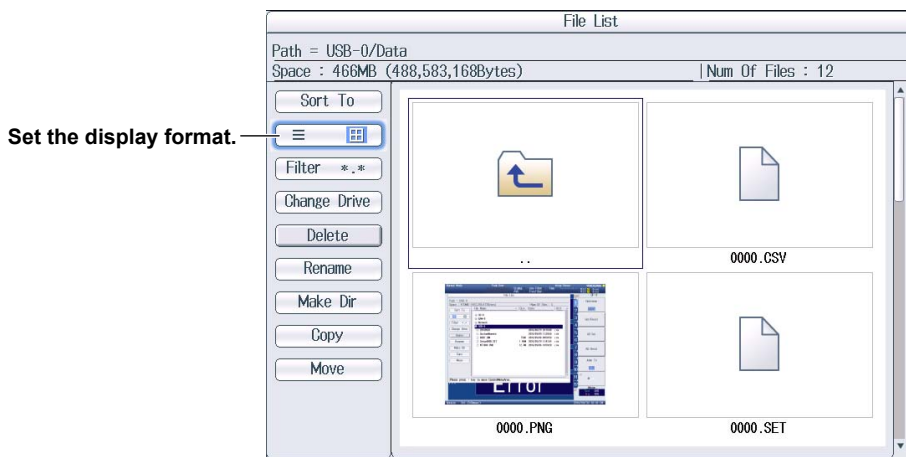 File List
Path = USB-0/Data
Space : 466MB (488,583,168Bytes)
Num Of Files : 12
Sort To
Set the display format.
Filter *.*
Change Drive
Delete
Rename
Make Dir
Copy
Move
..
0000.CSV
Error
0000.PNG
0000.SET